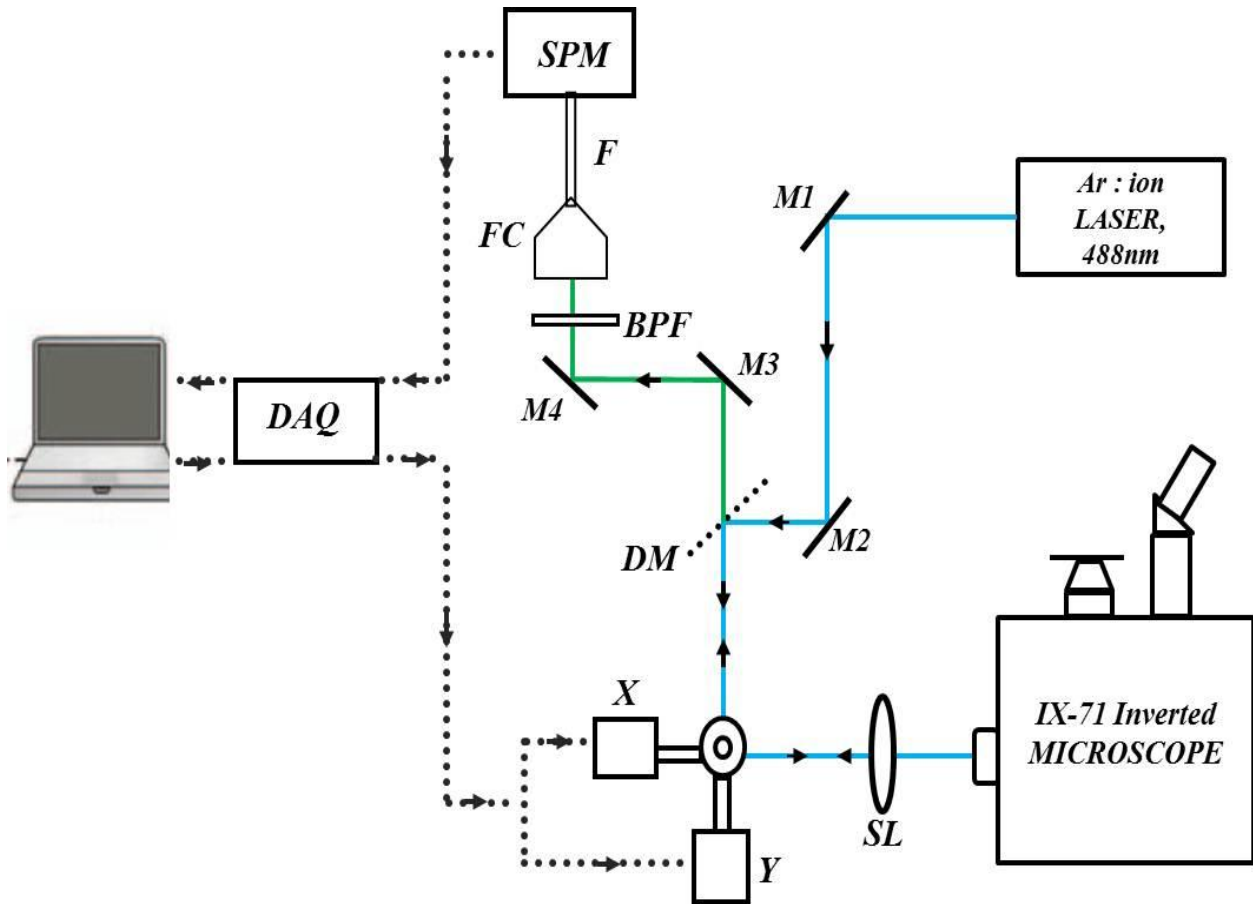 SPM
F
FC
BPF
M3
M4
M1
Ar : ion
LASER,
488nm
DAQ
DM
M2
X
Y
SL
IX-71 Inverted
MICROSCOPE